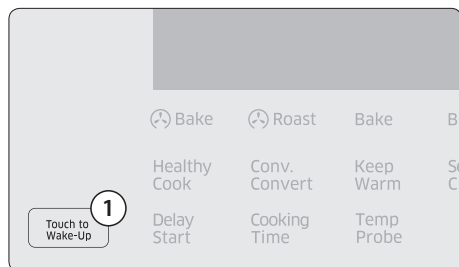 Bake
Roast
Bake
B
Healthy
Cook
Conv.
Convert
Keep
Warm
1
Touch to
Wake-Up
Delay
Start
Cooking
Time
Temp
Probe